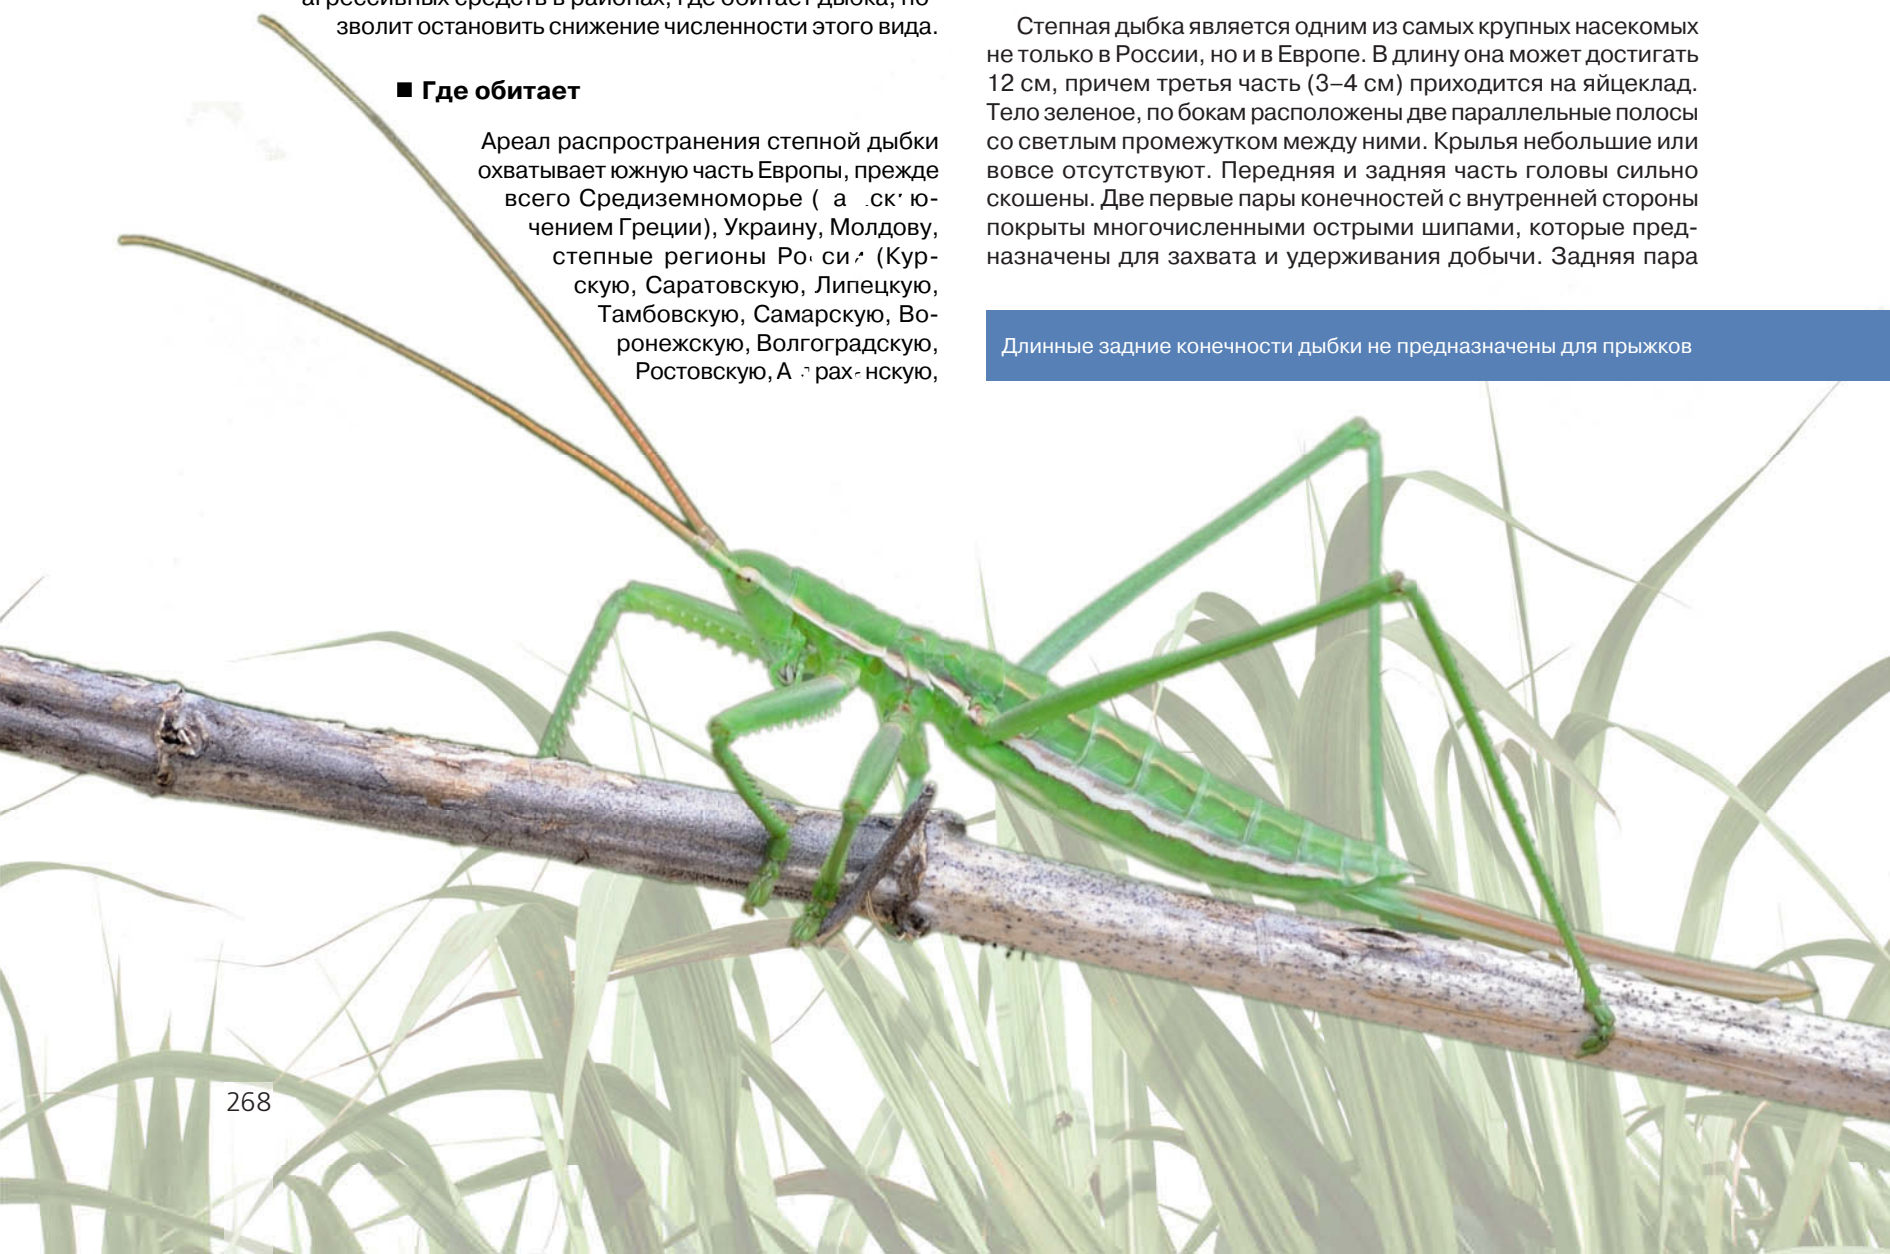 зволит остановить снижение численности этого вида.
■ Где обитает
Ареал распространения степной дыбки
охватывает южную часть Европы, прежде
всего Средиземноморье (
чением Греции), Украину, Молдову,
степные регионы (Кур-
скую, Саратовскую, Липецкую,
Тамбовскую, Самарскую, Во-
ронежскую, Волгоградскую,
Ростовскую,
Степная дыбка является одним из самых крупных насекомых
не только в России, но и в Европе. В длину она может достигать
12 см, причем третья часть (3–4 см) приходится на яйцеклад.
Тело зеленое, по бокам расположены две параллельные полосы
со светлым промежутком между ними. Крылья небольшие или
вовсе отсутствуют. Передняя и задняя часть головы сильно
скошены. Две первые пары конечностей с внутренней стороны
покрыты многочисленными острыми шипами, которые пред-
назначены для захвата и удерживания добычи. Задняя пара
Длинные задние конечности дыбки не предназначены для прыжков
268